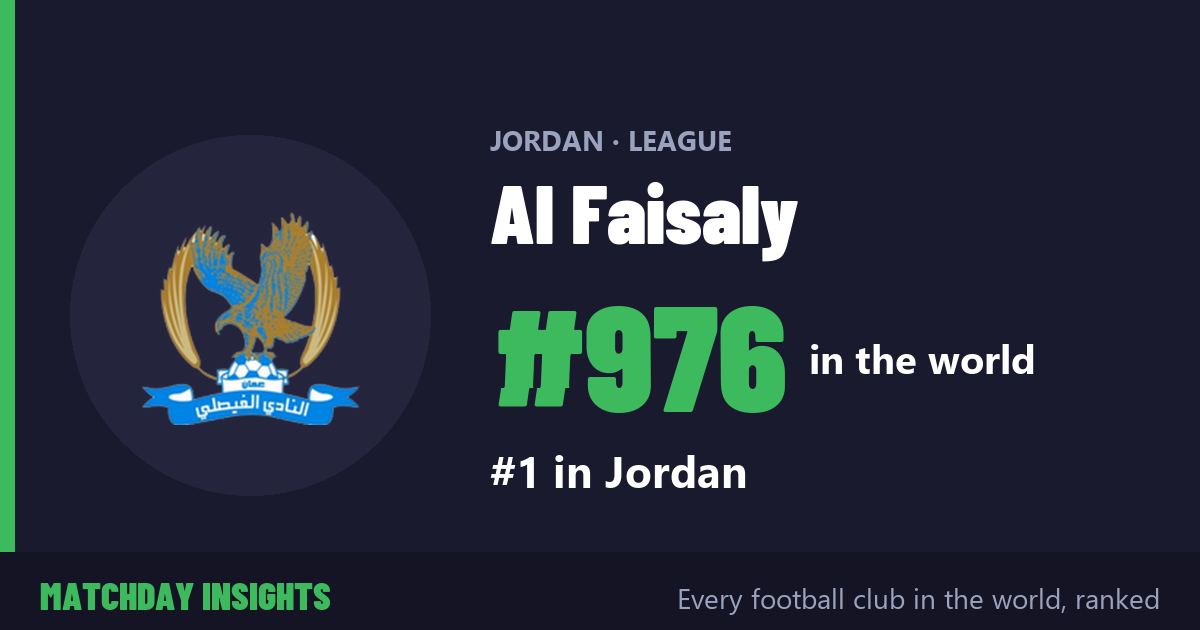 JORDAN · LEAGUE
Al Faisaly
#976 in the world
#1 in Jordan
عمان
النادي الفيصلي
MATCHDAY INSIGHTS
Every football club in the world, ranked